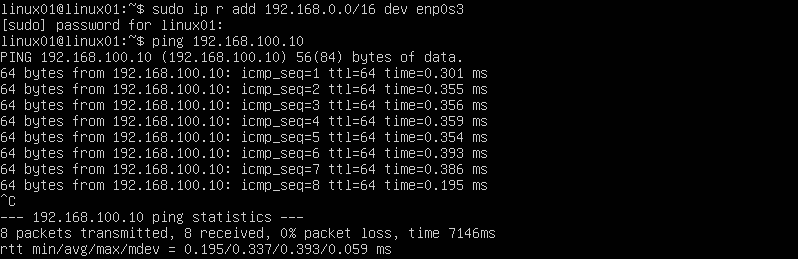 linux01@linux01:~$ sudo ip r add 192.168.0.0/16 dev enp0s3
[sudo] password for linux01:
linux01@linux01:~$ ping 192.168.100.10
PING 192.168.100.10 (192.168.100.10) 56(84) bytes of data.
64 bytes from 192.168.100.10: icmp_seq=1 ttl=64 time=0.301 ms
64 bytes from 192.168.100.10: icmp_seq=2 ttl=64 time=0.355 ms
64 bytes from 192.168.100.10: icmp_seq=3 ttl=64 time=0.356 ms
64 bytes from 192.168.100.10: icmp_seq=4 ttl=64 time=0.359 ms
64 bytes from 192.168.100.10: icmp_seq=5 ttl=64 time=0.354 ms
64 bytes from 192.168.100.10: icmp_seq=6 ttl=64 time=0.393 ms
64 bytes from 192.168.100.10: icmp_seq=7 ttl=64 time=0.386 ms
64 bytes from 192.168.100.10: icmp_seq=8 ttl=64 time=0.195 ms
^C
--- 192.168.100.10 ping statistics ---
8 packets transmitted, 8 received, 0% packet loss, time 7146ms
rtt min/avg/max/mdev = 0.195/0.337/0.393/0.059 ms